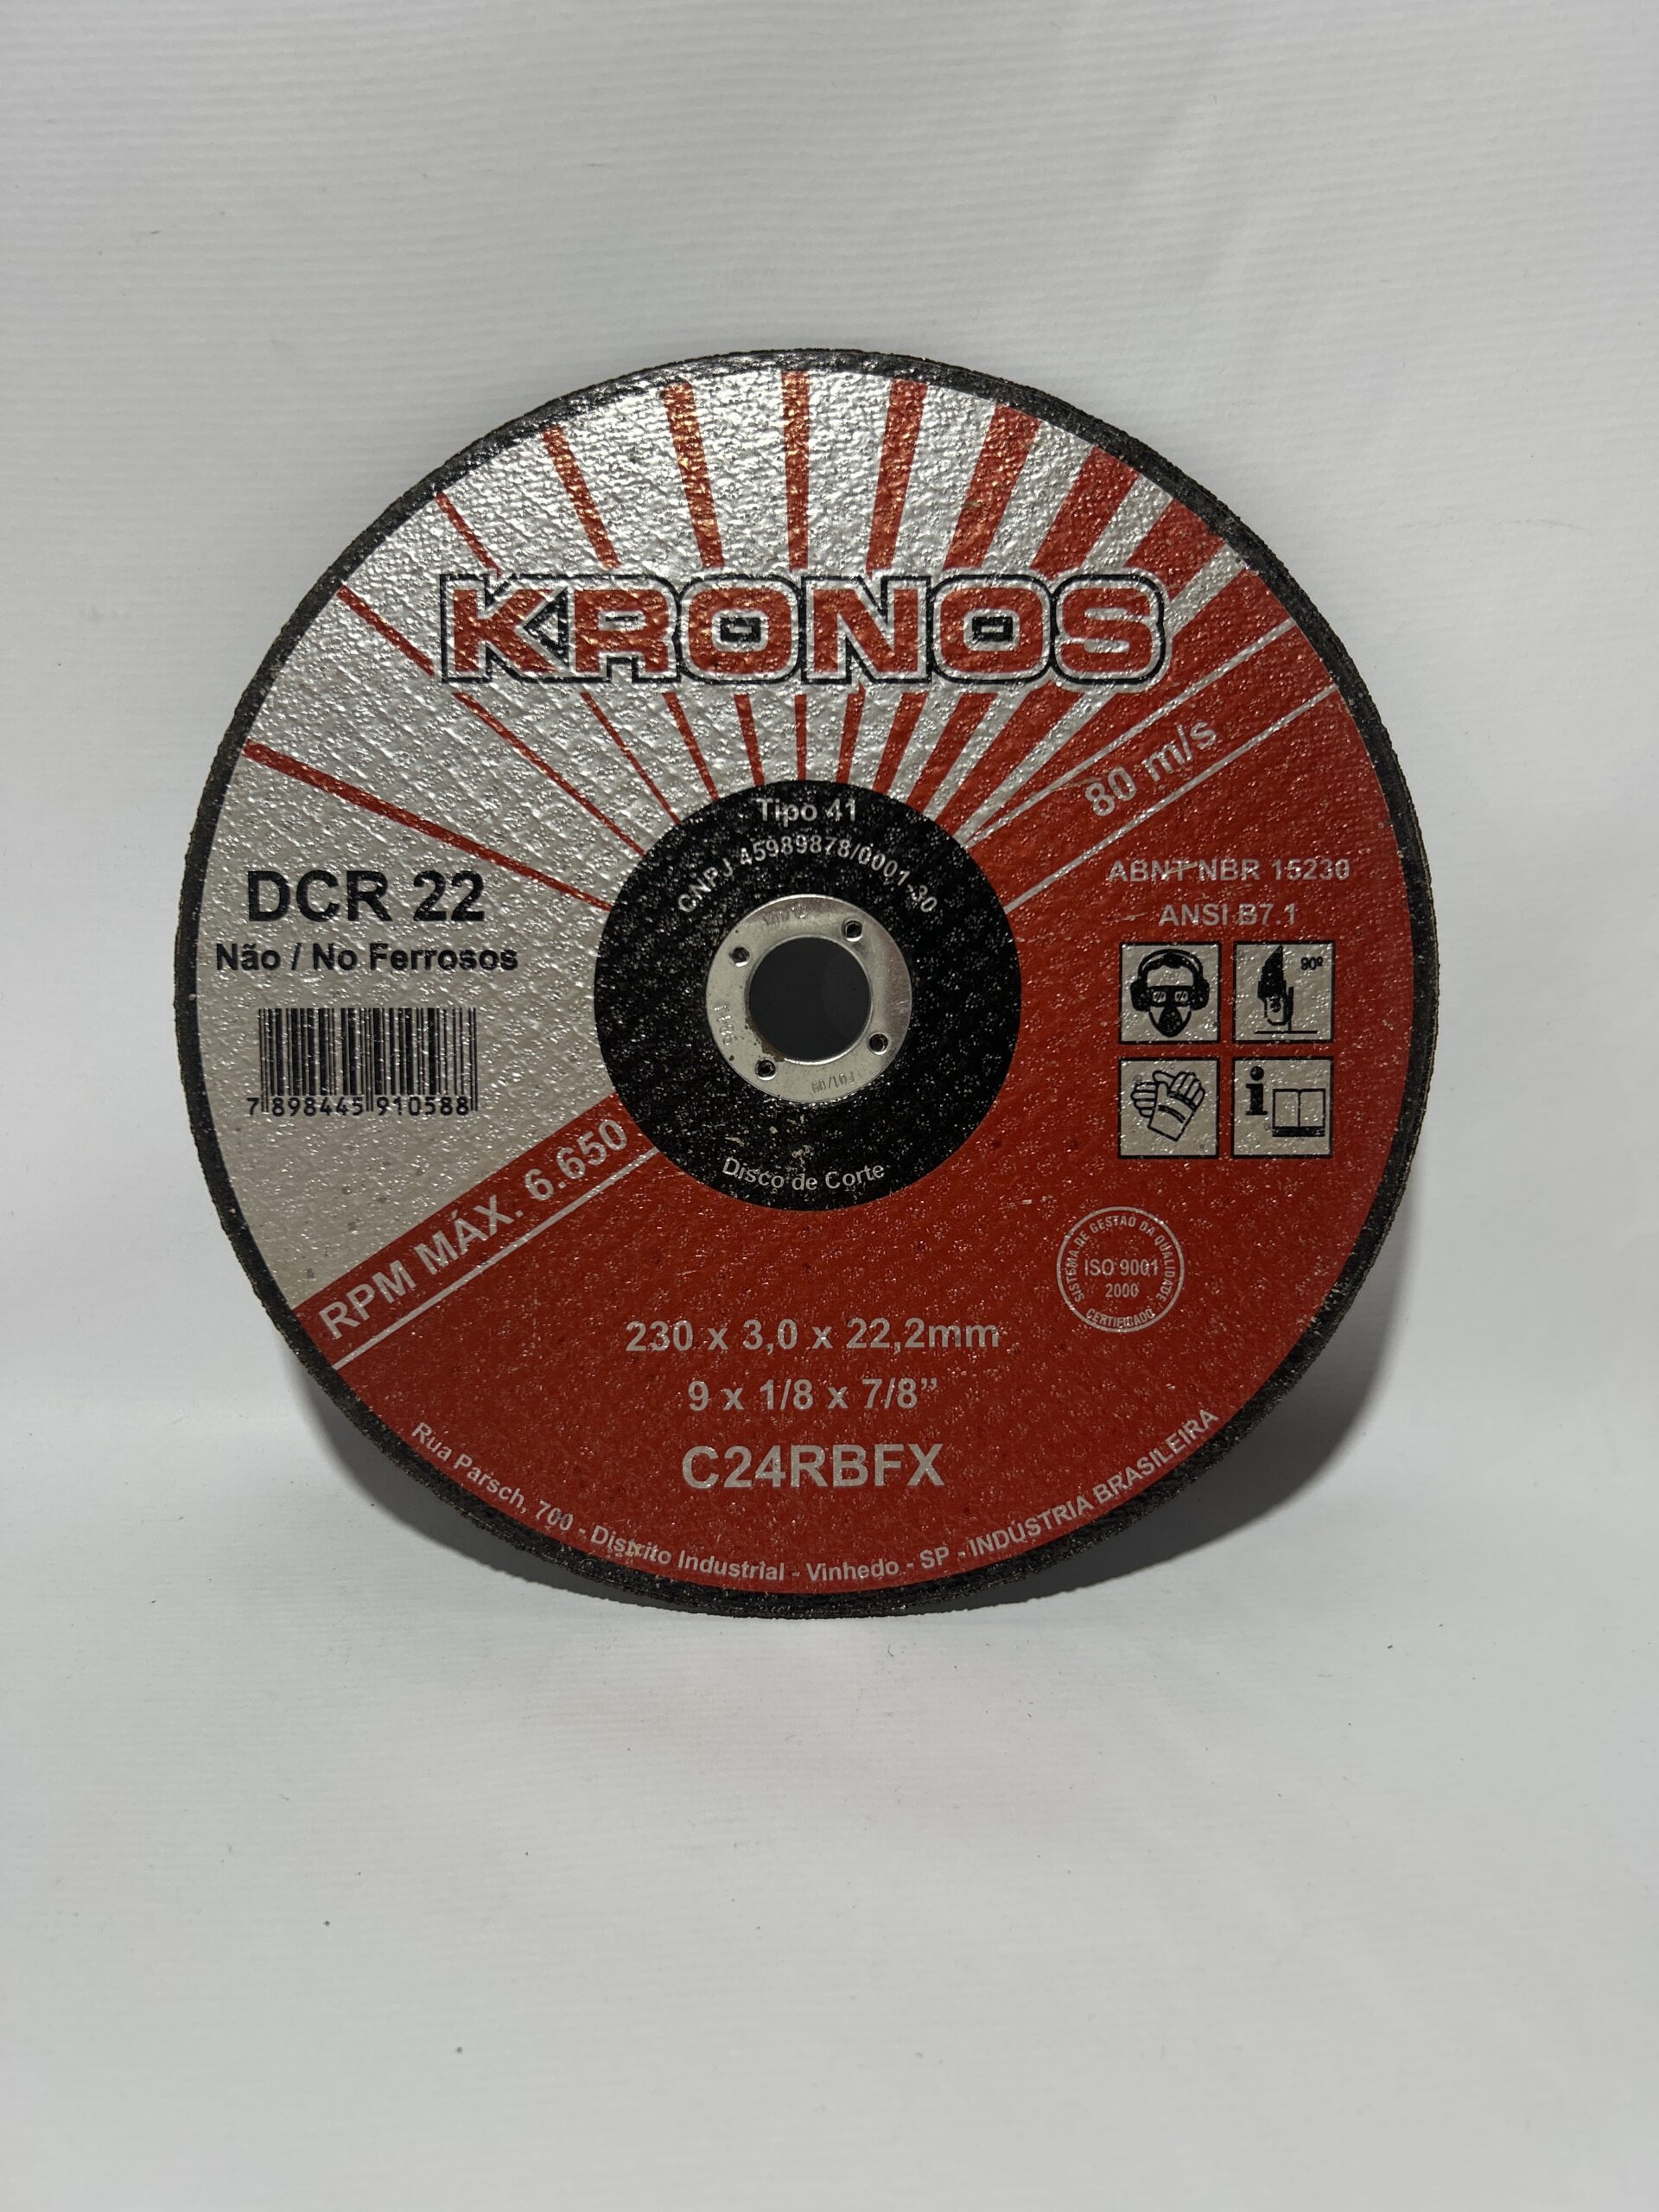 KRONOS
80 m/s
Tipo 41
CNPJ 45989878/0001-30
DCR 22
Não / No Ferrosos
7 898445 910588
ABNT NBR 15230
ANSI B7.1
90º
i
RPM MÁX. 6.650
Disco de Corte
SISTEMA DE GESTÃO DA QUALIDADE
ISO 9001
2000
CERTIFICADO
230 x 3,0 x 22,2mm
9 x 1/8 x 7/8”
C24RBFX
Rua Parsch, 700 - Distrito Industrial - Vinhedo - SP - INDÚSTRIA BRASILEIRA